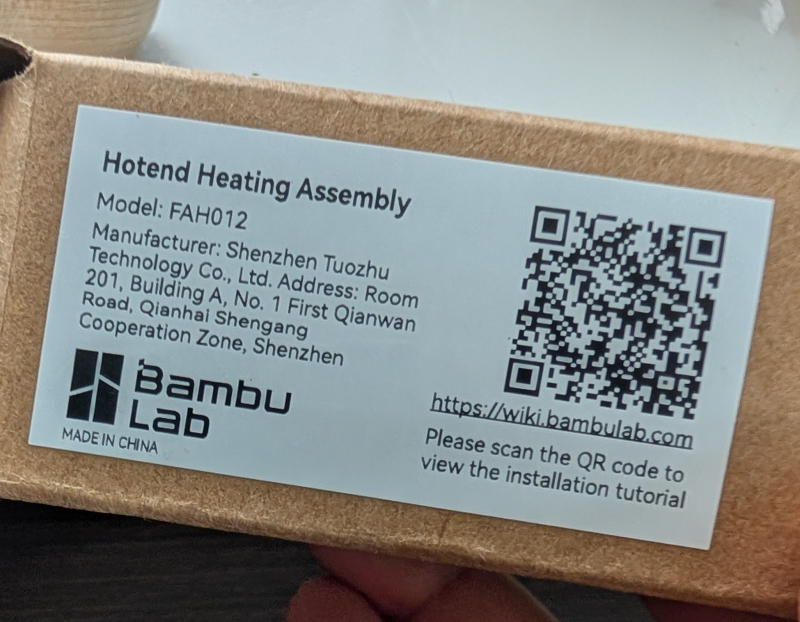 Hotend Heating Assembly
Model: FAH012
Manufacturer: Shenzhen Tuozhu
Technology Co., Ltd. Address: Room
201, Building A, No. 1 First Qianwan
Road, Qianhai Shengang
Cooperation Zone, Shenzhen
Bambu
Lab
MADE IN CHINA
https://wiki.bambulab.com
Please scan the QR code to
view the installation tutorial